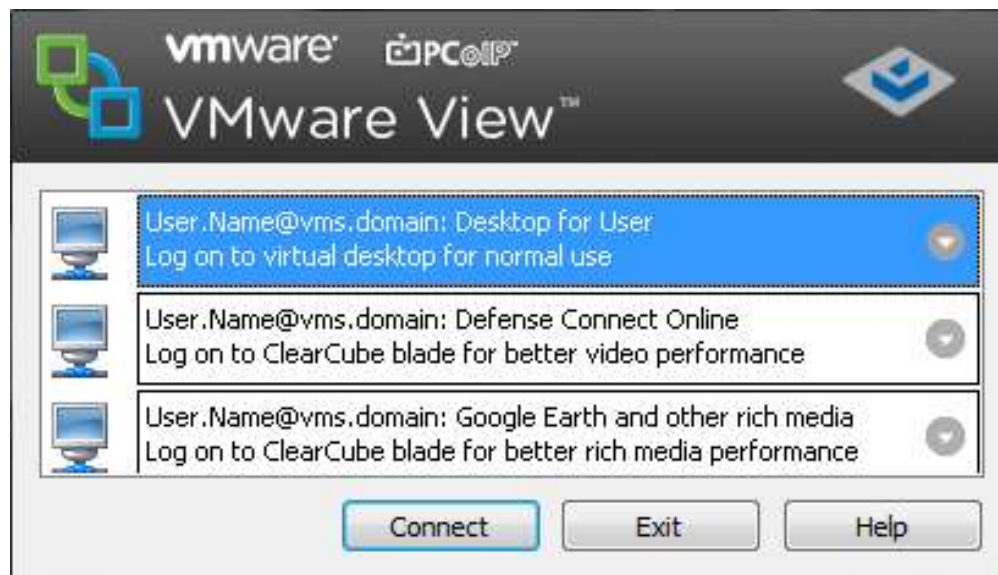 vmware PCoIP™
VMware View™
User.Name@vms.domain: Desktop for User
Log on to virtual desktop for normal use
User.Name@vms.domain: Defense Connect Online
Log on to ClearCube blade for better video performance
User.Name@vms.domain: Google Earth and other rich media
Log on to ClearCube blade for better rich media performance
Connect Exit Help